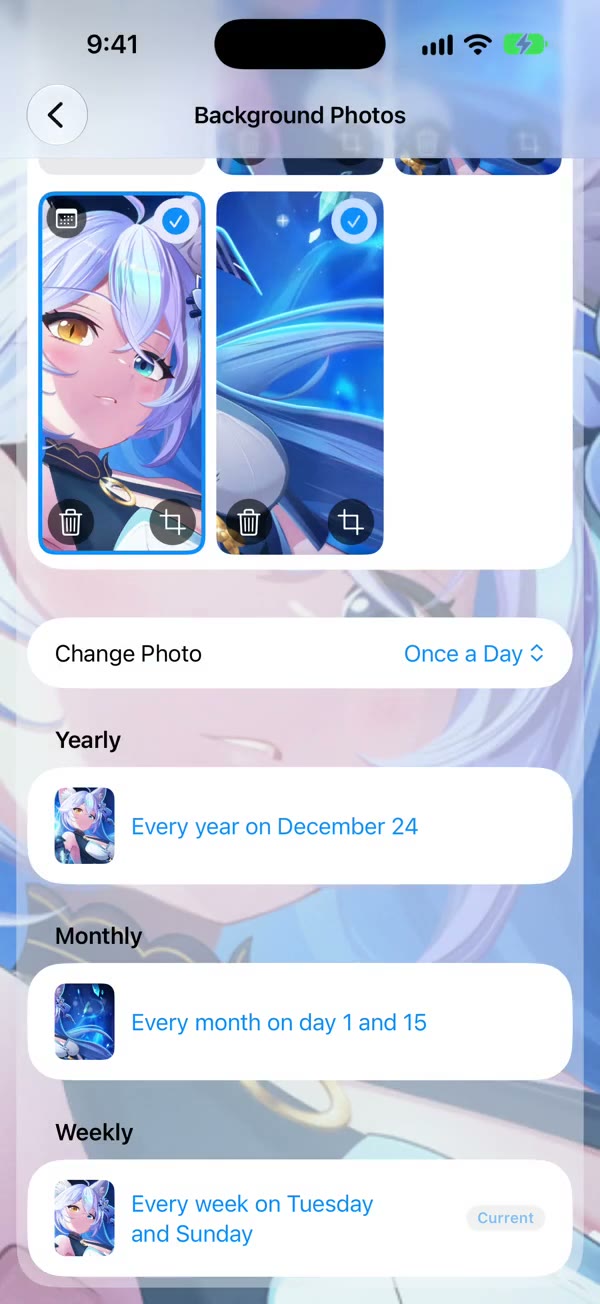 9:41
Background Photos
Change Photo
Once a Day
Yearly
Every year on December 24
Monthly
Every month on day 1 and 15
Weekly
Every week on Tuesday
and Sunday
Current